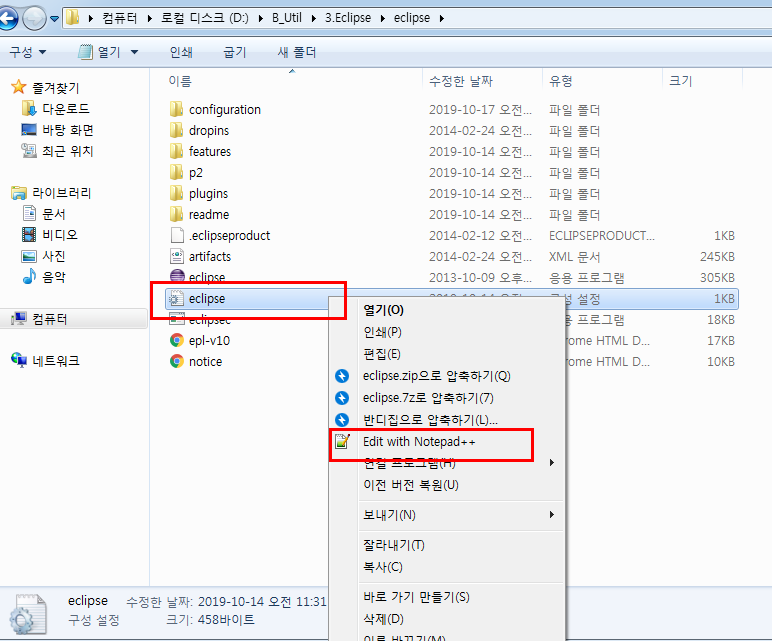 컴퓨터 로컬 디스크 (D:) B_Util 3.Eclipse eclipse
구성 열기 인쇄 굽기 새 폴더
즐겨찾기
다운로드
바탕 화면
최근 위치
라이브러리
문서
비디오
사진
음악
컴퓨터
네트워크
이름 수정한 날짜 유형 크기
configuration 2019-10-17 오전... 파일 폴더
dropins 2014-02-24 오전... 파일 폴더
features 2019-10-14 오전... 파일 폴더
p2 2019-10-14 오전... 파일 폴더
plugins 2019-10-14 오전... 파일 폴더
readme 2019-10-14 오전... 파일 폴더
.eclipseproduct 2014-02-12 오전... ECLIPSEPRODUCT... 1KB
artifacts 2019-10-14 오전... XML 문서 245KB
eclipse 2013-10-09 오후... 응용 프로그램 305KB
eclipse 2019-10-14 오전... 구성 설정 1KB
eclipsec 프로그램 18KB
epl-v10 rome HTML D... 17KB
notice rome HTML D... 10KB
열기(O)
인쇄(P)
편집(E)
eclipse.zip으로 압축하기(Q)
eclipse.7z로 압축하기(7)
반디집으로 압축하기(L)...
Edit with Notepad++
연결 프로그램(H)
이전 버전 복원(U)
보내기(N)
잘라내기(T)
복사(C)
바로 가기 만들기(S)
삭제(D)
이름 바꾸기(M)
eclipse 수정한 날짜: 2019-10-14 오전 11:31
구성 설정 크기: 458바이트